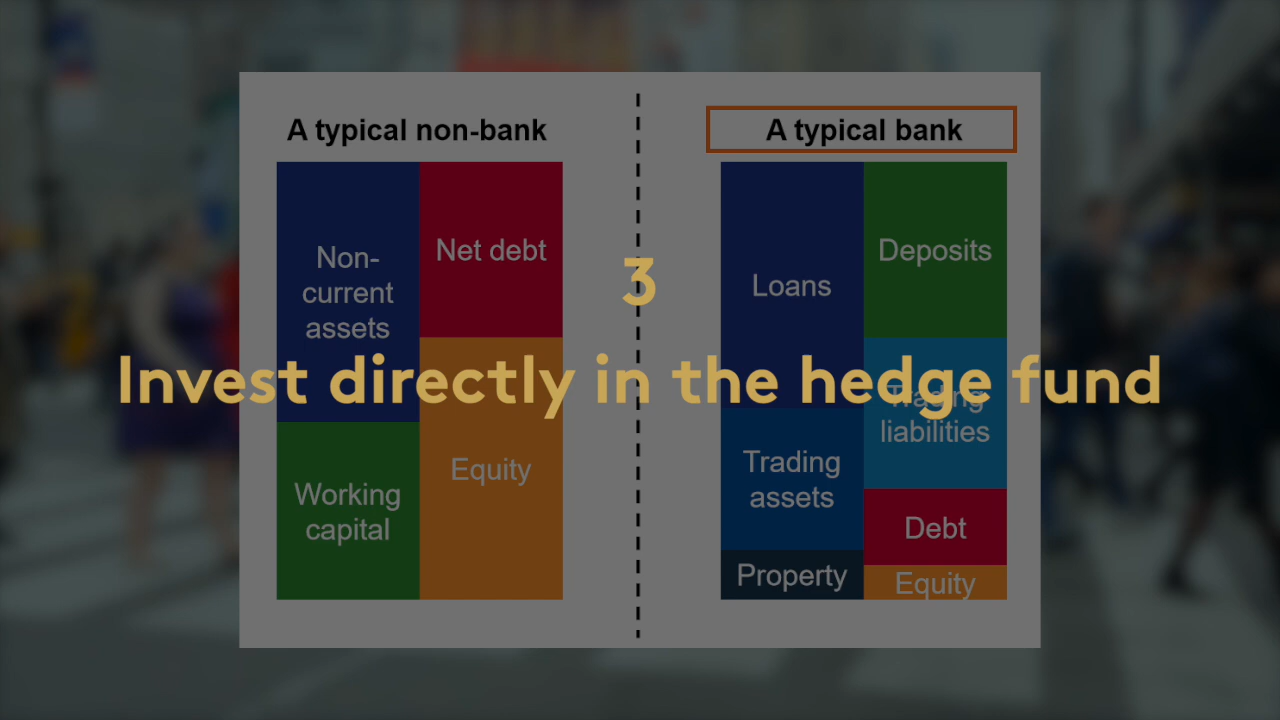 A typical non-bank
A typical bank
Non-
current
assets
Net debt
Working
capital
Equity
Loans
Deposits
Trading
liabilities
Trading
assets
Debt
Property
Equity
3
Invest directly in the hedge fund